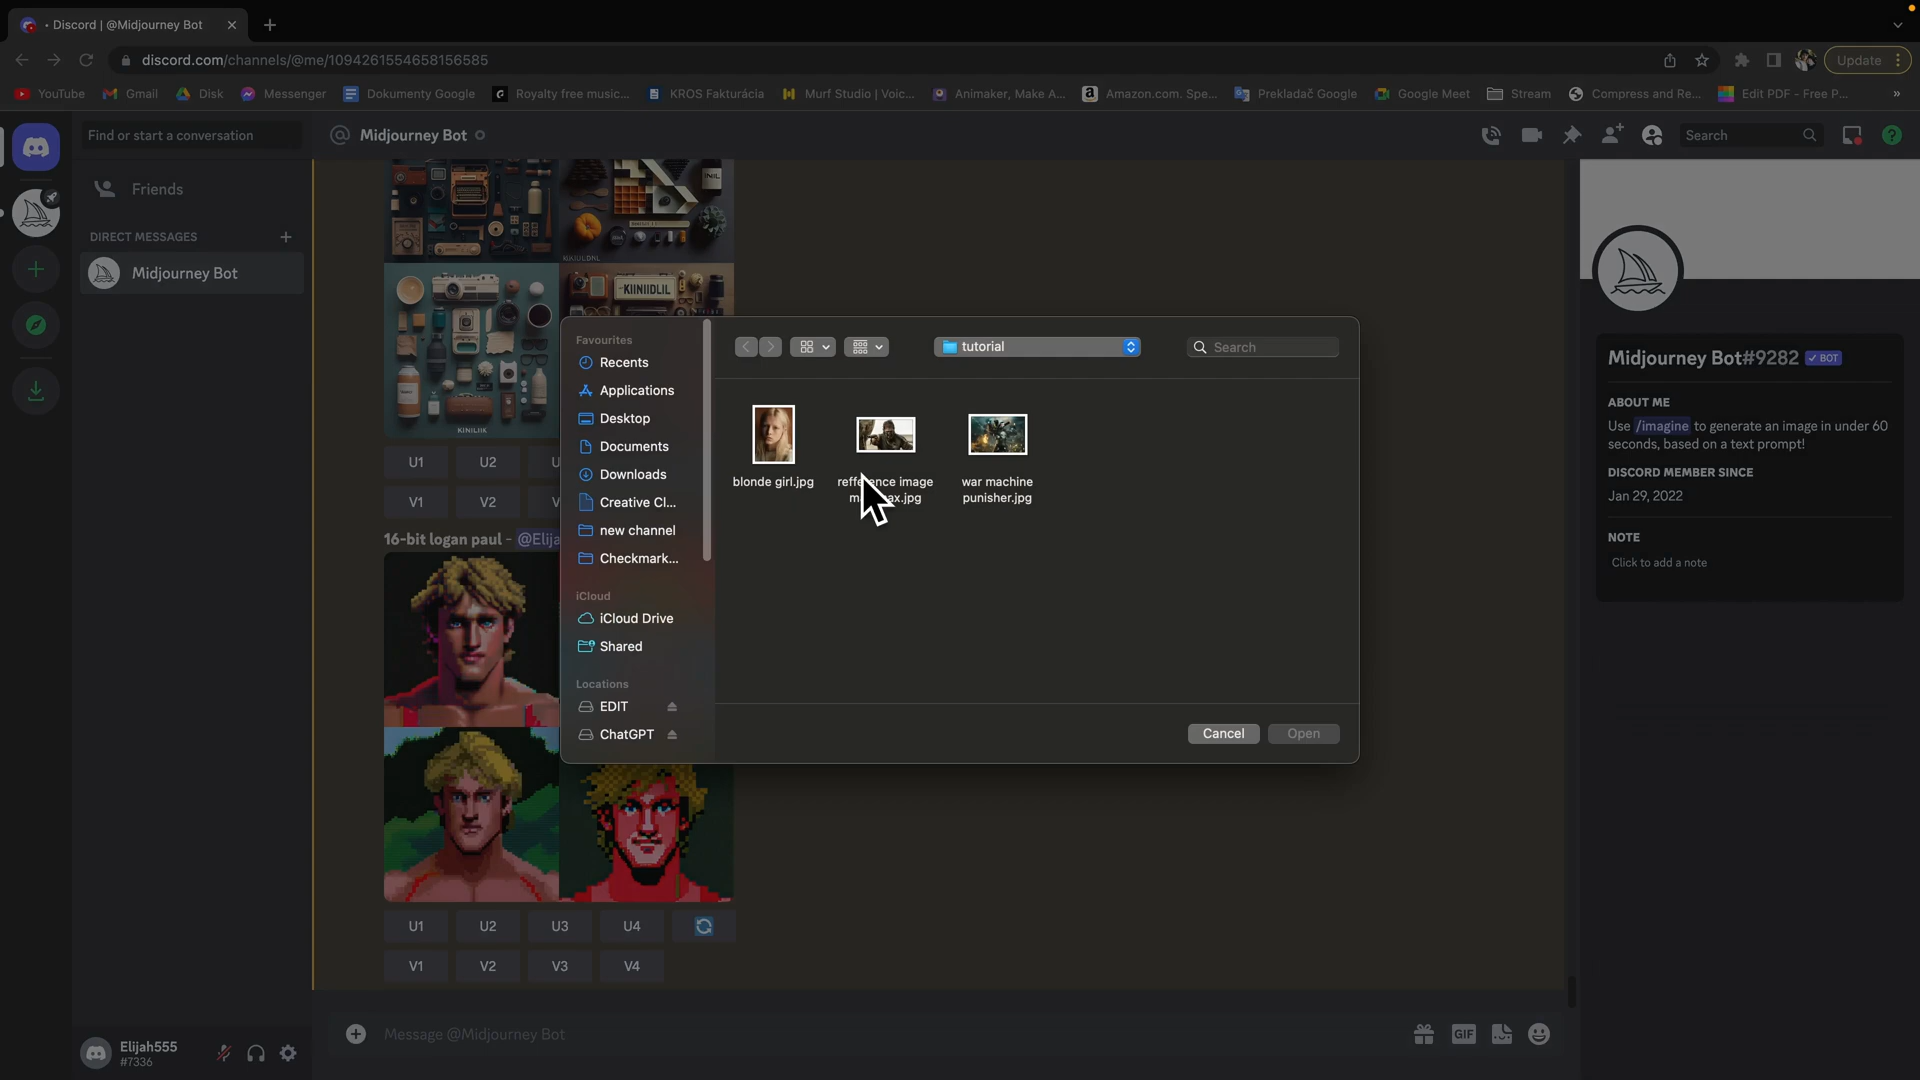 • Discord | @Midjourney Bot
discord.com/channels/@me/1094261554658156585
Update
YouTube
Gmail
Disk
Messenger
Dokumenty Google
Royalty free music...
KROS Fakturácia
Murf Studio | Voic...
Animaker, Make A...
Amazon.com. Spe...
Prekladač Google
Google Meet
Stream
Compress and Re...
Edit PDF - Free P...
»
Find or start a conversation
Midjourney Bot
Search
Friends
DIRECT MESSAGES
Midjourney Bot
KIINIIDLIL
KINILIIK
U1 U2 U
V1 V2 V
16-bit logan paul - @Elija
U1 U2 U3 U4
V1 V2 V3 V4
Message @Midjourney Bot
GIF
Elijah555
#7336
Favourites
Recents
Applications
Desktop
Documents
Downloads
Creative Cl...
new channel
Checkmark...
iCloud
iCloud Drive
Shared
Locations
EDIT
ChatGPT
tutorial
Search
blonde girl.jpg
image
war machine
punisher.jpg
Cancel
Open
Midjourney Bot#9282 ✓ BOT
ABOUT ME
Use /imagine to generate an image in under 60
seconds, based on a text prompt!
DISCORD MEMBER SINCE
Jan 29, 2022
NOTE
Click to add a note